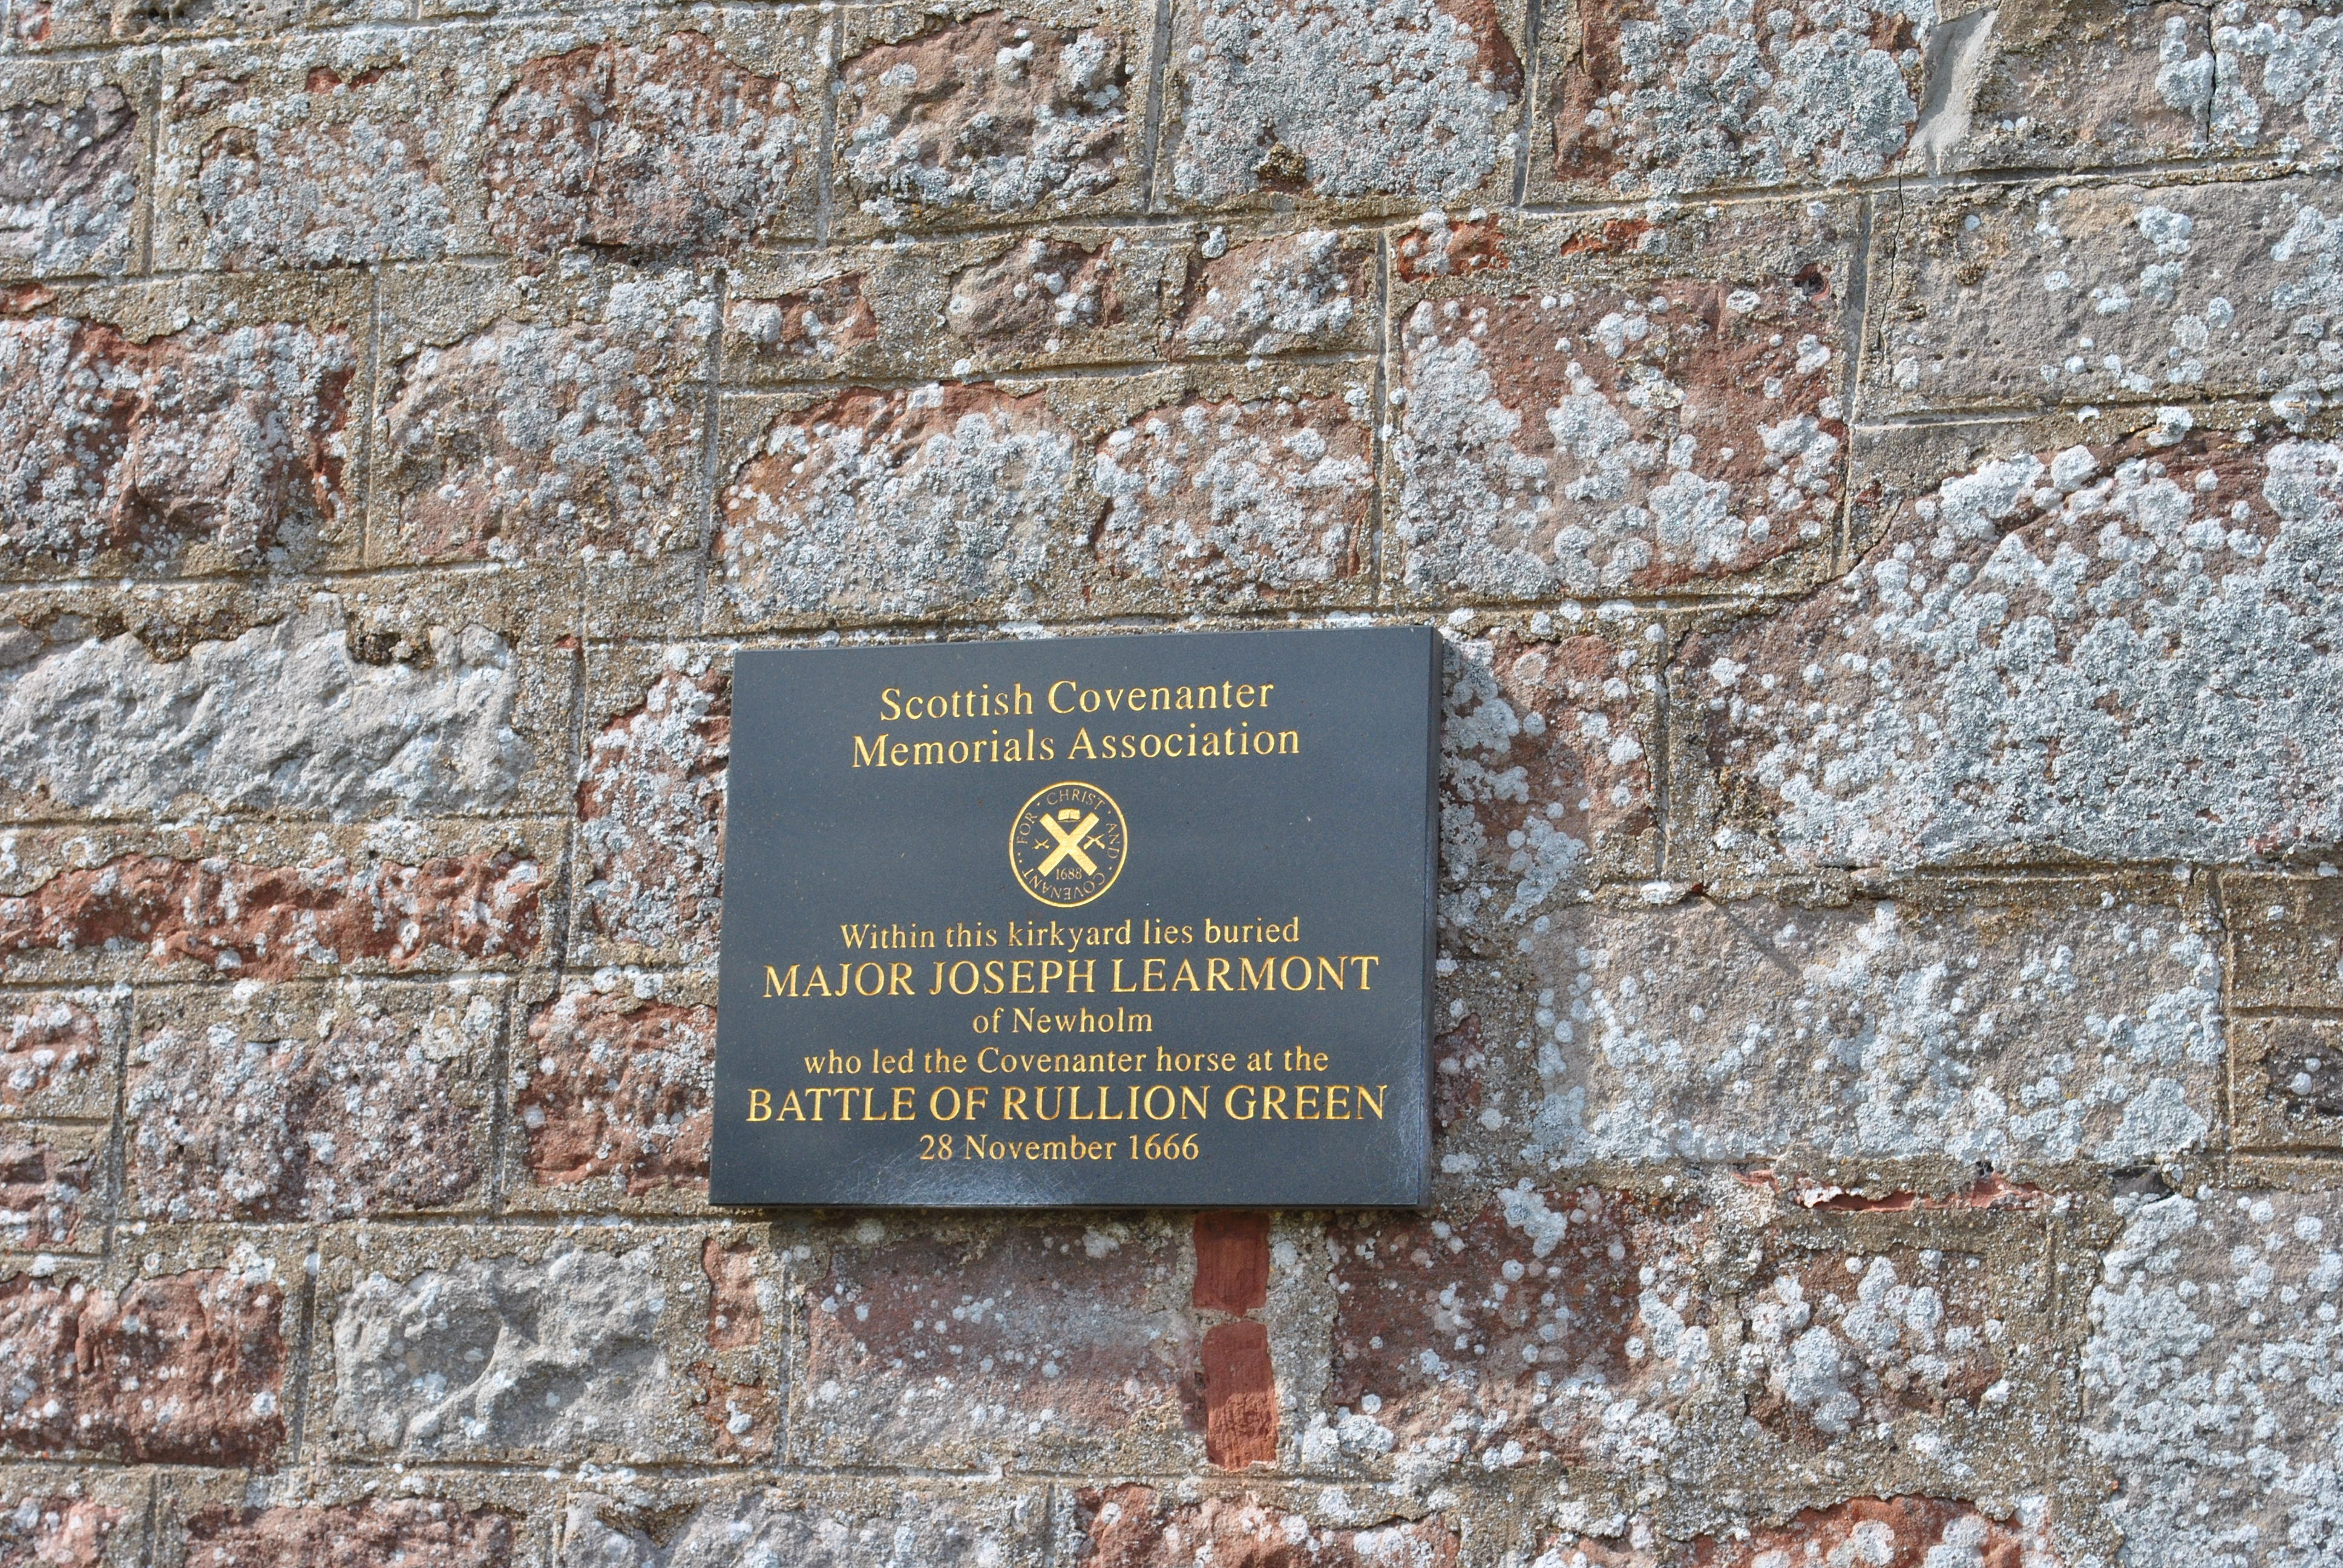 Scottish Covenanter
Memorials Association
FOR · CHRIST · AND · COVENANT
1688
Within this kirkyard lies buried
MAJOR JOSEPH LEARMONT
of Newholm
who led the Covenanter horse at the
BATTLE OF RULLION GREEN
28 November 1666